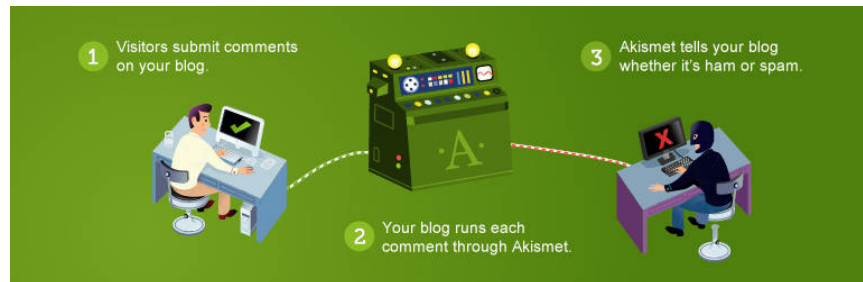 1
Visitors submit comments
on your blog.
A
2
Your blog runs each
comment through Akismet.
3
Akismet tells your blog
whether it's ham or spam.